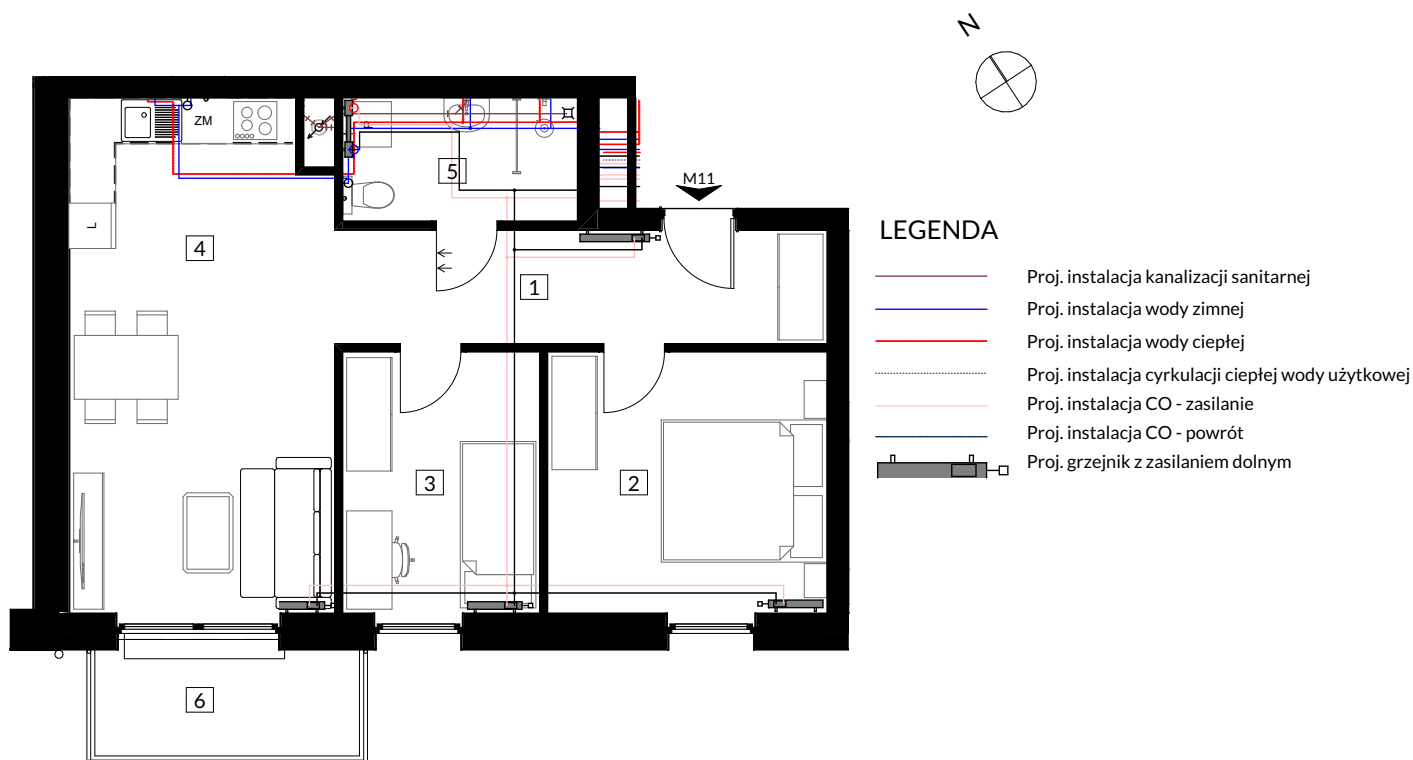 N
ZM
5
M11
L
4
LEGENDA
1
Proj. instalacja kanalizacji sanitarnej
Proj. instalacja wody zimnej
Proj. instalacja wody ciepłej
Proj. instalacja cyrkulacji ciepłej wody użytkowej
Proj. instalacja CO - zasilanie
Proj. instalacja CO - powrót
Proj. grzejnik z zasilaniem dolnym
3
2
6